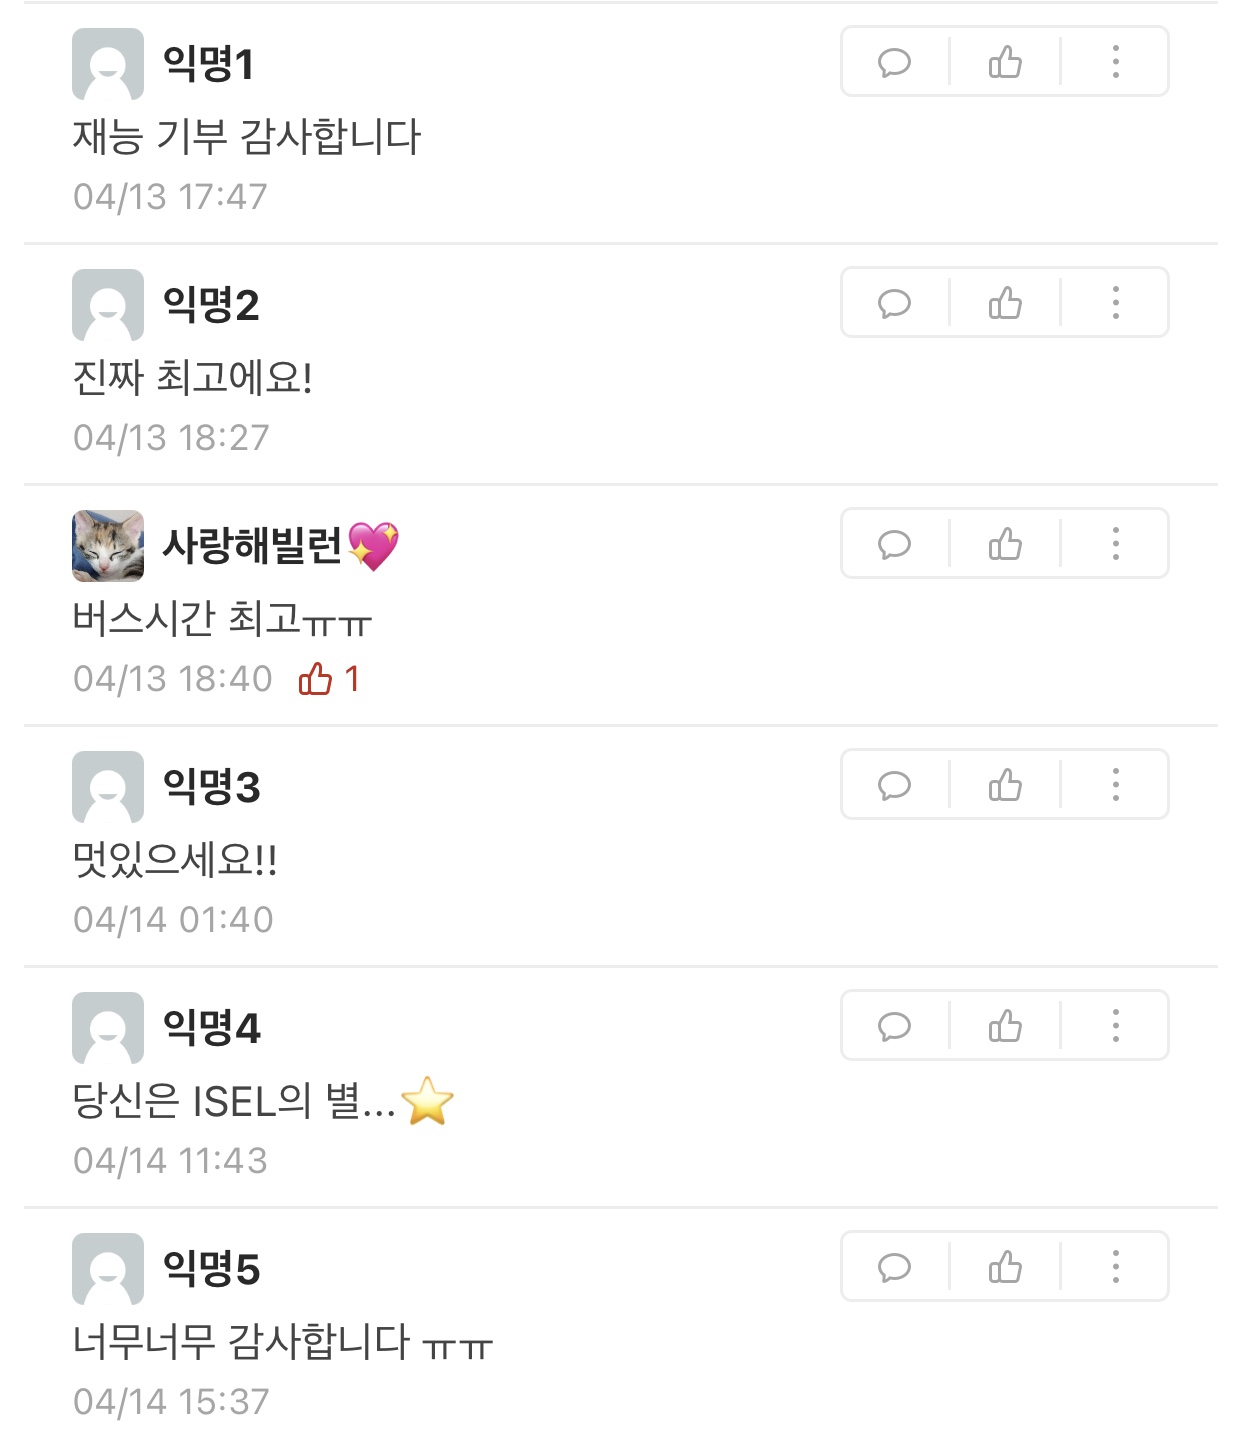 익명1
재능 기부 감사합니다
04/13 17:47
익명2
진짜 최고에요!
04/13 18:27
사랑해빌런💖
버스시간 최고ㅠㅠ
04/13 18:40 1
익명3
멋있으세요!!
04/14 01:40
익명4
당신은 ISEL의 별...⭐
04/14 11:43
익명5
너무너무 감사합니다 ㅠㅠ
04/14 15:37